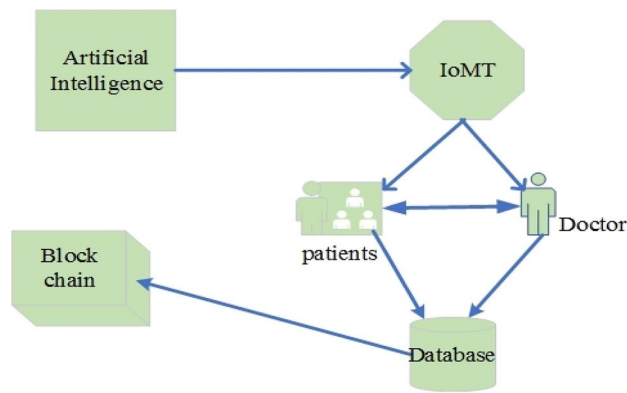 Artificial
Intelligence
IoMT
patients
Doctor
Block
chain
Database